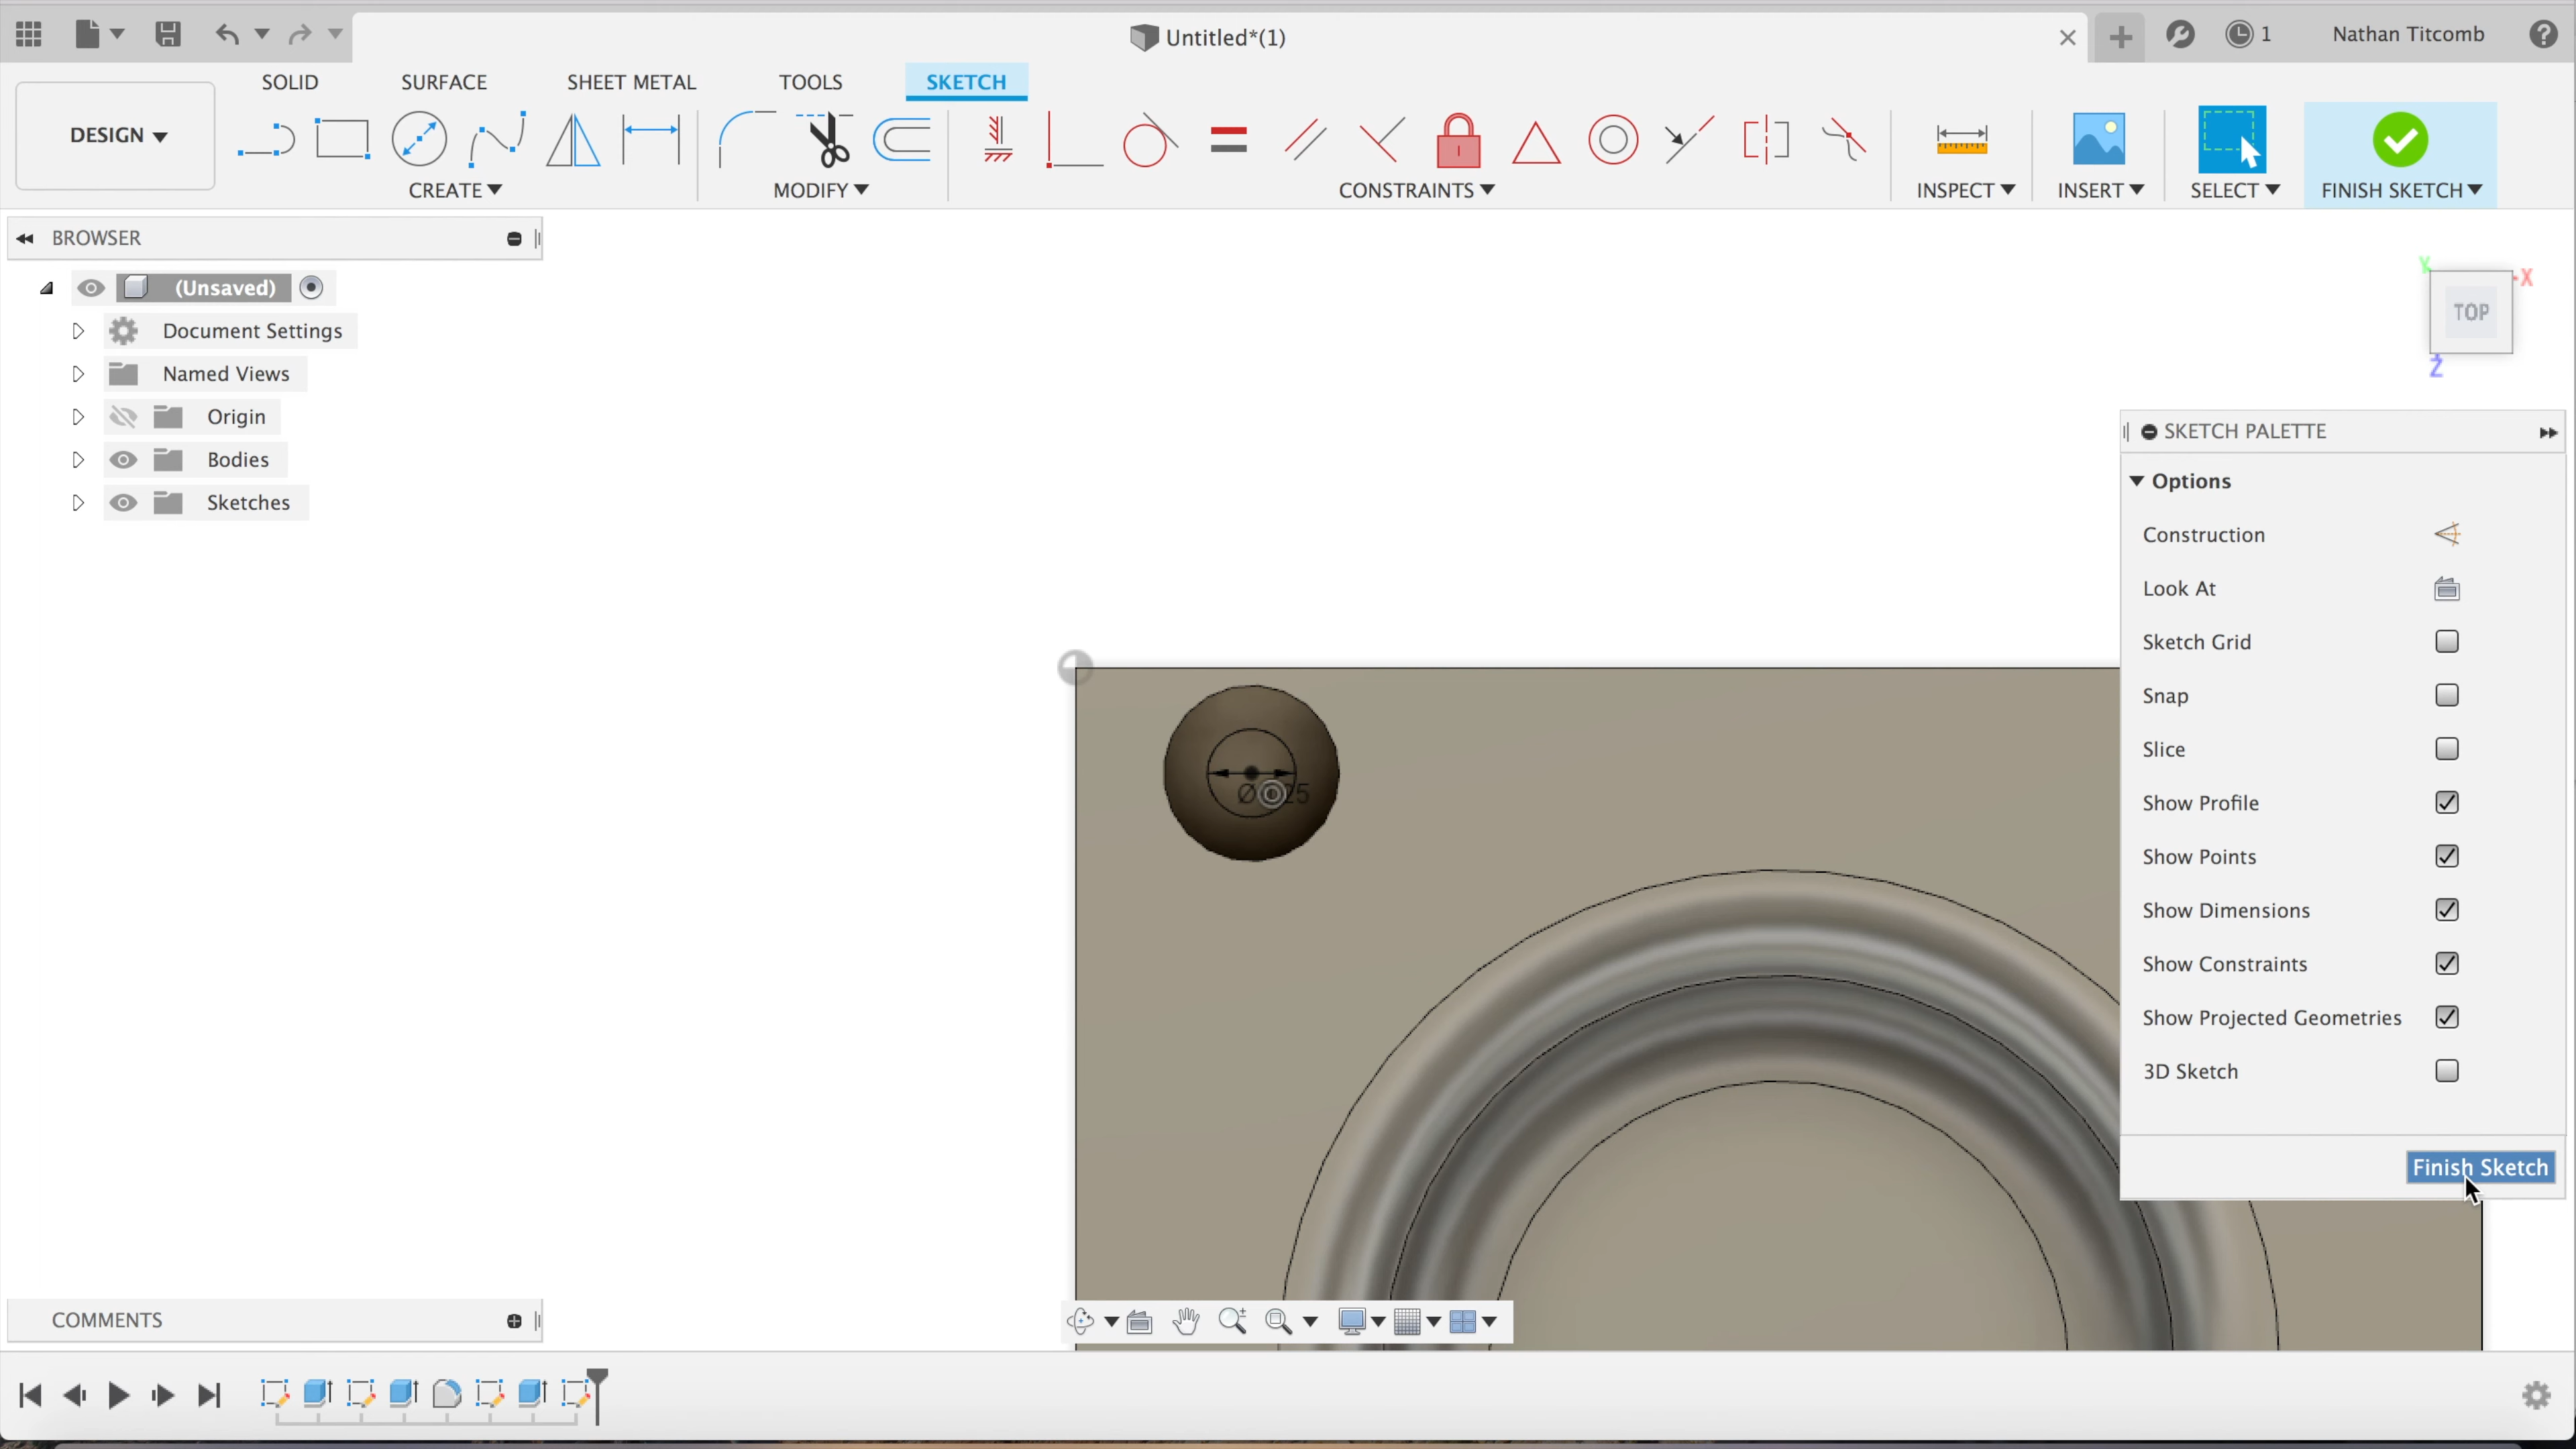 Untitled*(1)
1
Nathan Titcomb
SOLID
SURFACE
SHEET METAL
TOOLS
SKETCH
DESIGN
CREATE
MODIFY
CONSTRAINTS
INSPECT
INSERT
SELECT
FINISH SKETCH
BROWSER
(Unsaved)
Document Settings
Named Views
Origin
Bodies
Sketches
Y
X
TOP
Z
SKETCH PALETTE
Options
Construction
Look At
Sketch Grid
Snap
Slice
Show Profile
Show Points
Show Dimensions
Show Constraints
Show Projected Geometries
3D Sketch
Finish Sketch
COMMENTS